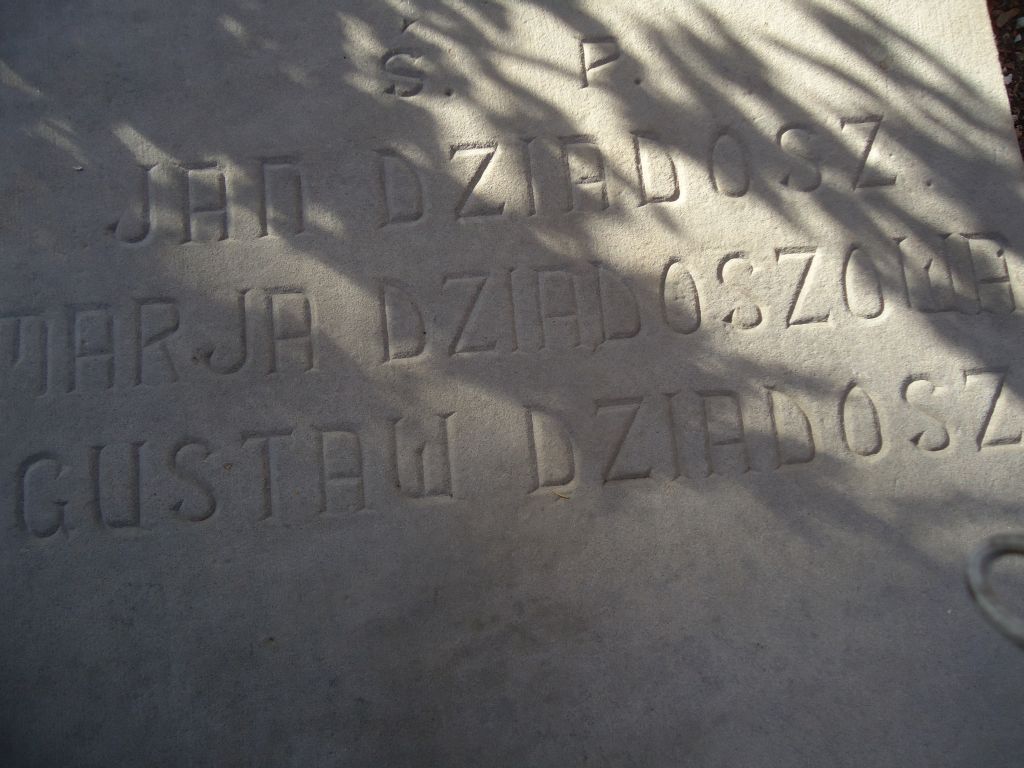 Ś. P.
JAN DZIADOSZ.
MARJA DZIADOSZOWA
GUSTAW DZIADOSZ